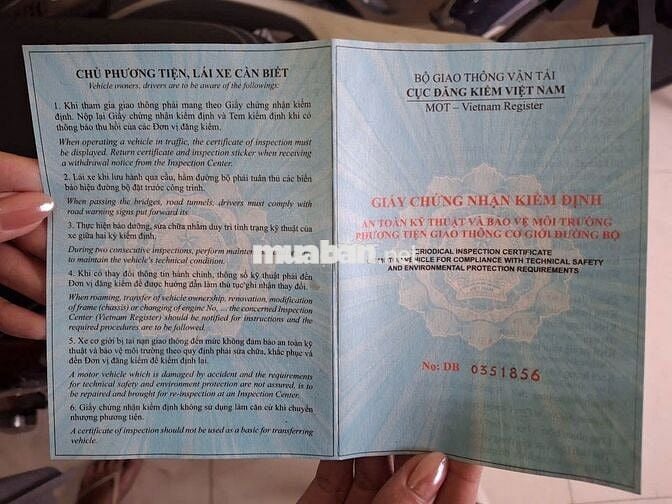 CHỦ PHƯƠNG TIỆN, LÁI XE CẦN BIẾT
Vehicle owners, drivers are to be aware of the followings:
1. Khi tham gia giao thông phải mang theo Giấy chứng nhận kiểm
định. Nộp lại Giấy chứng nhận kiểm định và Tem kiểm định khi có
thông báo thu hồi của các Đơn vị đăng kiểm.
When operating a vehicle in traffic, the certificate of inspection must
be displayed. Return certificate and inspection sticker when receiving
a withdrawal notice from the Inspection Center.
2. Lái xe khi lưu hành qua cầu, hầm đường bộ phải tuân thủ các biển
báo hiệu đường bộ đặt trước công trình.
When passing the bridges, road tunnels, drivers must comply with
road warning signs put forward its
3. Thực hiện bảo dưỡng, sửa chữa nhằm duy trì tình trạng kỹ thuật của
xe giữa hai kỳ kiểm định.
During two consecutive inspections, perform
to maintain the vehicle's technical condition.
4. Khi có thay đổi thông tin hành chính, thông số kỹ thuật phải đến
Đơn vị đăng kiểm để được hướng dẫn làm thủ tục ghi nhận thay đổi.
When roaming, transfer of vehicle ownership, renovation, modification
of frame (chassis) or changing of engine No, ... the concerned Inspection
Center (Vietnam Register) should be notified for instructions and the
required procedures are to be followed.
5. Xe cơ giới bị tai nạn giao thông đến mức không đảm bảo an toàn kỹ
thuật và bảo vệ môi trường theo quy định phải sửa chữa, khắc phục và
đến Đơn vị đăng kiểm để kiểm định lại.
A motor vehicle which is damaged by accident and the requirements
for technical safety and environment protection are not assured, is to
be repaired and brought for re-inspection at an Inspection Center.
6. Giấy chứng nhận kiểm định không sử dụng làm căn cứ khi chuyển
nhượng phương tiện.
A certificate of inspection should not be used as a basic for transferring
vehicle.
BỘ GIAO THÔNG VẬN TẢI
CỤC ĐĂNG KIỂM VIỆT NAM
MOT – Vietnam Register
GIẤY CHỨNG NHẬN KIỂM ĐỊNH
AN TOÀN KỸ THUẬT VÀ BẢO VỆ MÔI TRƯỜNG
PHƯƠNG TIỆN GIAO THÔNG CƠ GIỚI ĐƯỜNG BỘ
PERIODICAL INSPECTION CERTIFICATE
VEHICLE FOR COMPLIANCE WITH TECHNICAL SAFETY
AND ENVIRONMENTAL PROTECTION REQUIREMENTS
No: DB 0351856
muaban.net